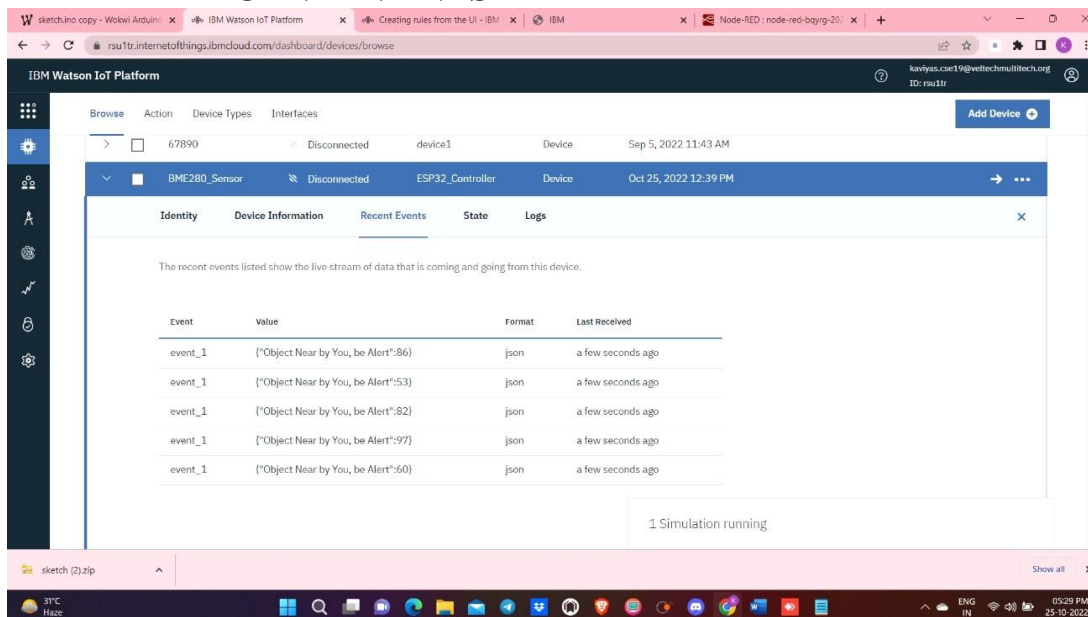 sketch.ino copy - Wokwi Arduino
IBM Watson IoT Platform
Creating rules from the UI - IBM
IBM
Node-RED : node-red-bqyrg-202
rsu1tr.internetofthings.ibmcloud.com/dashboard/devices/browse
IBM Watson IoT Platform
kaviyas.cse19@veltechmultitech.org
ID: rsu1tr
Browse Action Device Types Interfaces
Add Device
67890 Disconnected device1 Device Sep 5, 2022 11:43 AM
BME280_Sensor Disconnected ESP32_Controller Device Oct 25, 2022 12:39 PM
Identity Device Information Recent Events State Logs
The recent events listed show the live stream of data that is coming and going from this device.
Event Value Format Last Received
event_1 {"Object Near by You, be Alert":86} json a few seconds ago
event_1 {"Object Near by You, be Alert":53} json a few seconds ago
event_1 {"Object Near by You, be Alert":82} json a few seconds ago
event_1 {"Object Near by You, be Alert":97} json a few seconds ago
event_1 {"Object Near by You, be Alert":60} json a few seconds ago
1 Simulation running
sketch (2).zip
Show all
31°C
Haze
ENG
IN
05:29 PM
25-10-2022